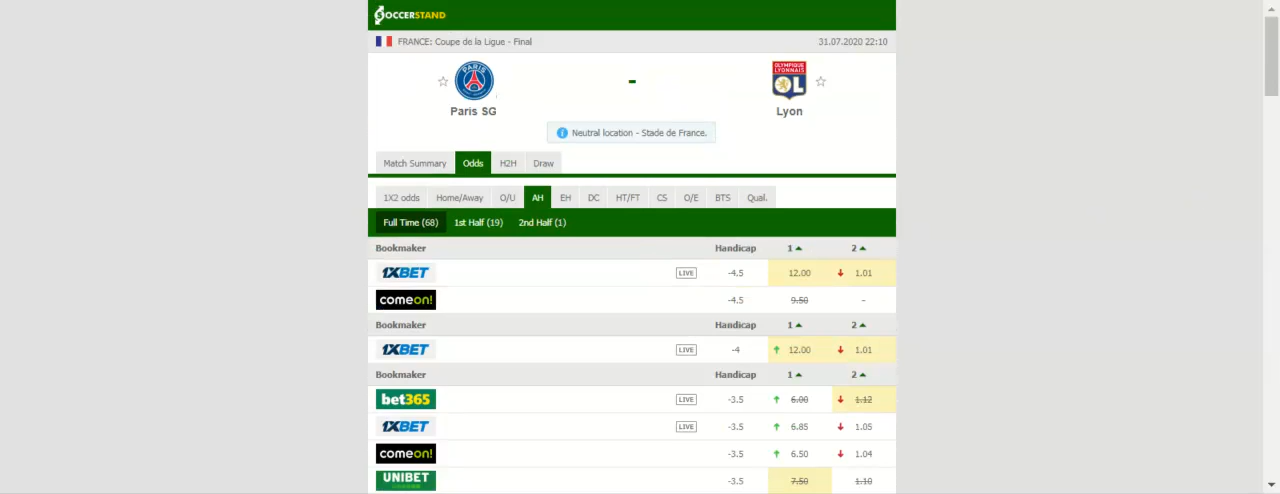 SOCCERSTAND
FRANCE: Coupe de la Ligue - Final 31.07.2020 22:10
PARIS
OLYMPIQUE LYONNAIS
OL
-
Paris SG Lyon
Neutral location - Stade de France.
Match Summary Odds H2H Draw
1X2 odds Home/Away O/U AH EH DC HT/FT CS O/E BTS Qual.
Full Time (68) 1st Half (19) 2nd Half (1)
Bookmaker Handicap 1 2
1XBET LIVE -4.5 12.00 1.01
comeon! -4.5 9.50 -
Bookmaker Handicap 1 2
1XBET LIVE -4 12.00 1.01
Bookmaker Handicap 1 2
bet365 LIVE -3.5 6.00 1.12
1XBET LIVE -3.5 6.85 1.05
comeon! -3.5 6.50 1.04
UNIBET -3.5 7.50 1.10